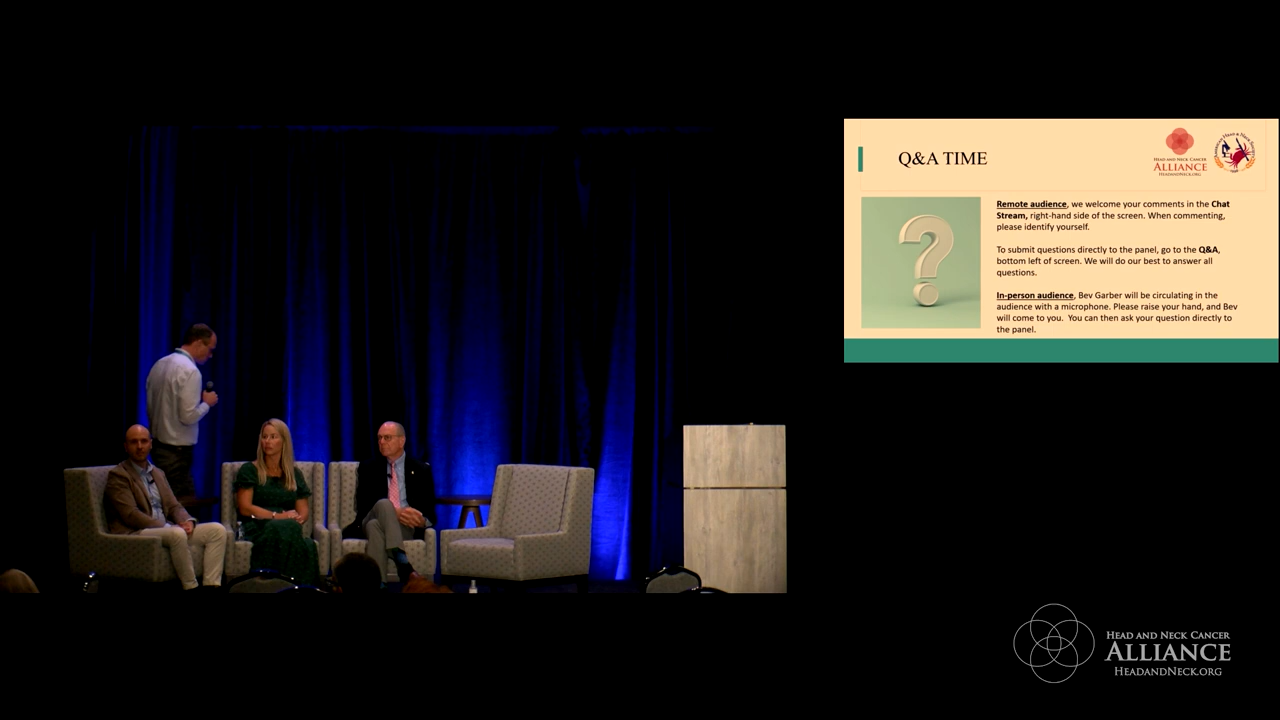 Q&A TIME
HEAD AND NECK CANCER
ALLIANCE
HEADANDNECK.ORG
Remote audience, we welcome your comments in the Chat
Stream, right-hand side of the screen. When commenting,
please identify yourself.
To submit questions directly to the panel, go to the Q&A,
bottom left of screen. We will do our best to answer all
questions.
In-person audience, Bev Garber will be circulating in the
audience with a microphone. Please raise your hand, and Bev
will come to you. You can then ask your question directly to
the panel.
HEAD AND NECK CANCER
ALLIANCE
HEADANDNECK.ORG